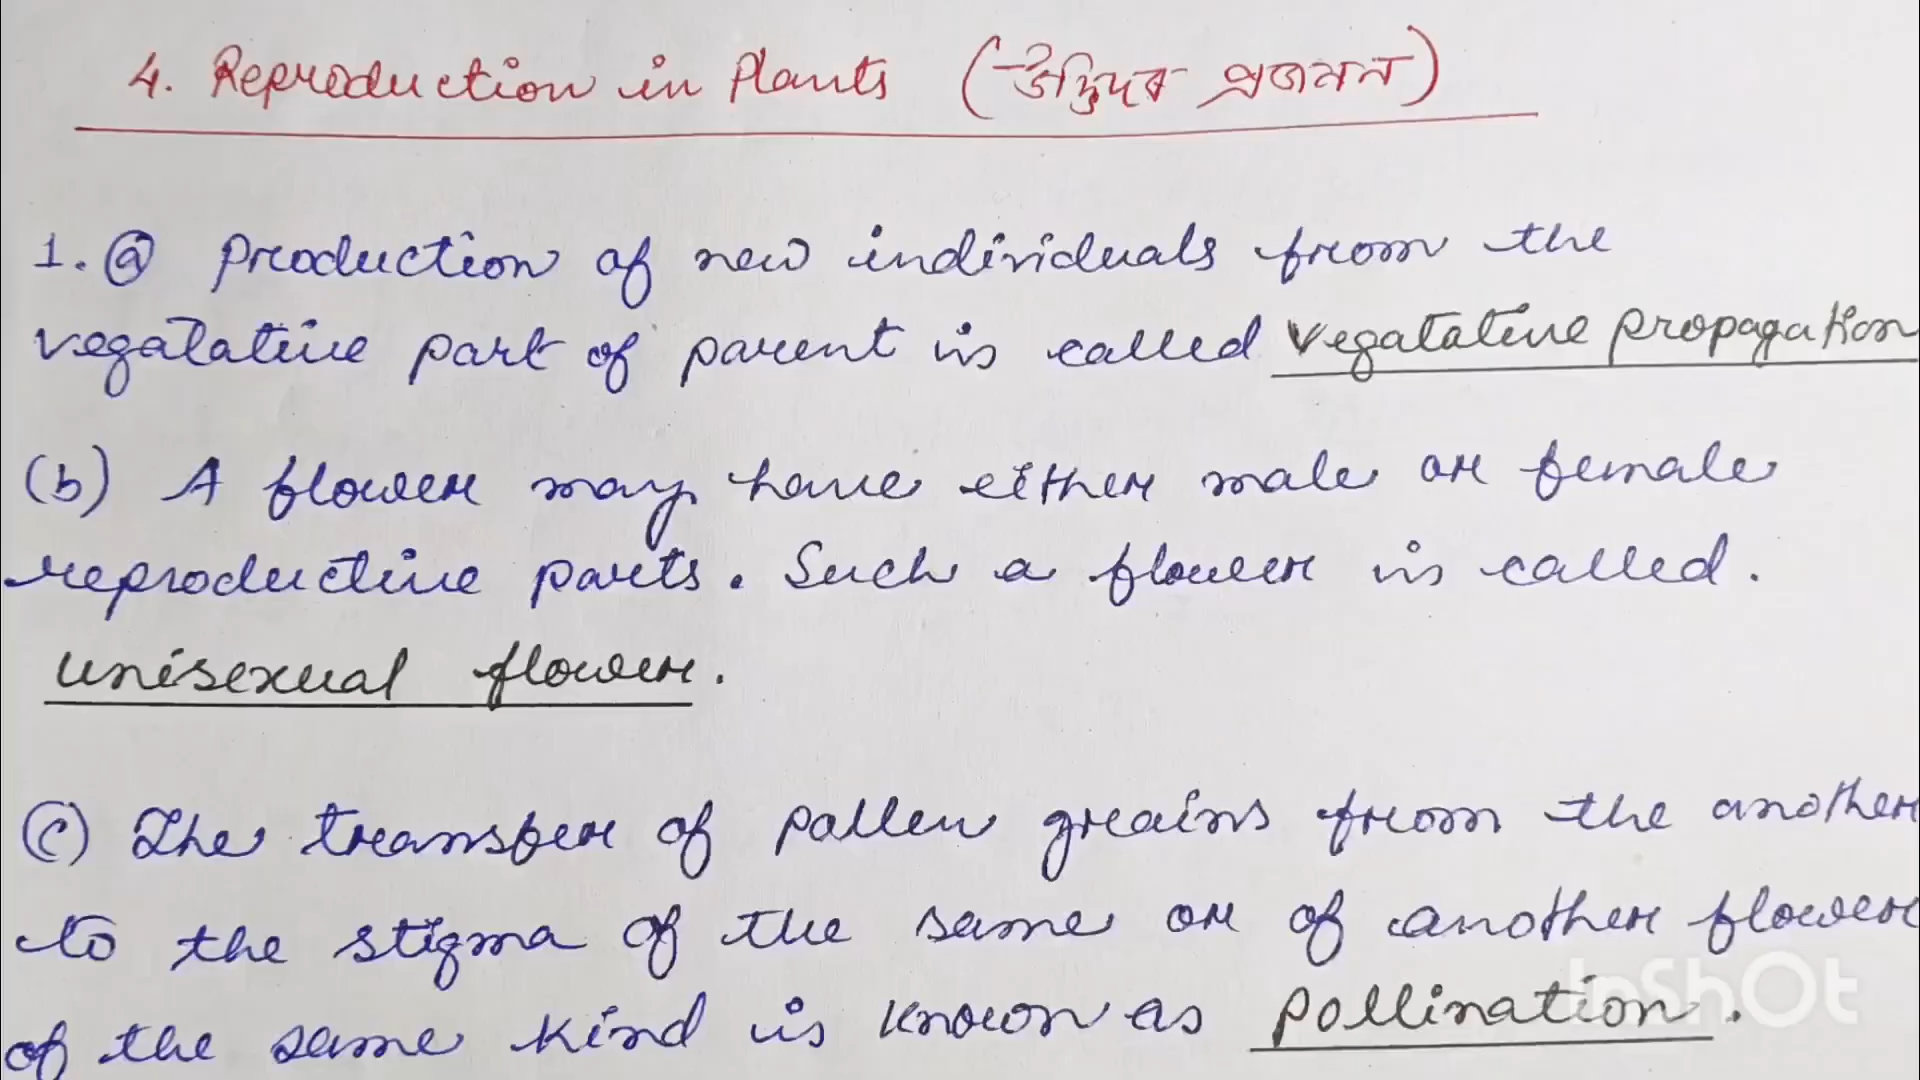 4. Reproduction in Plants (উদ্ভিদৰ প্ৰজনন)
1. (a) production of new individuals from the
vegatative part of parent is called vegatative propagation
(b) A flower may have either male or female
reproductive parts. Such a flower is called.
unisexual flower.
(c) The transfer of pollen grains from the another
to the stigma of the same or of another flower
of the same kind is known as pollination.
InShOt